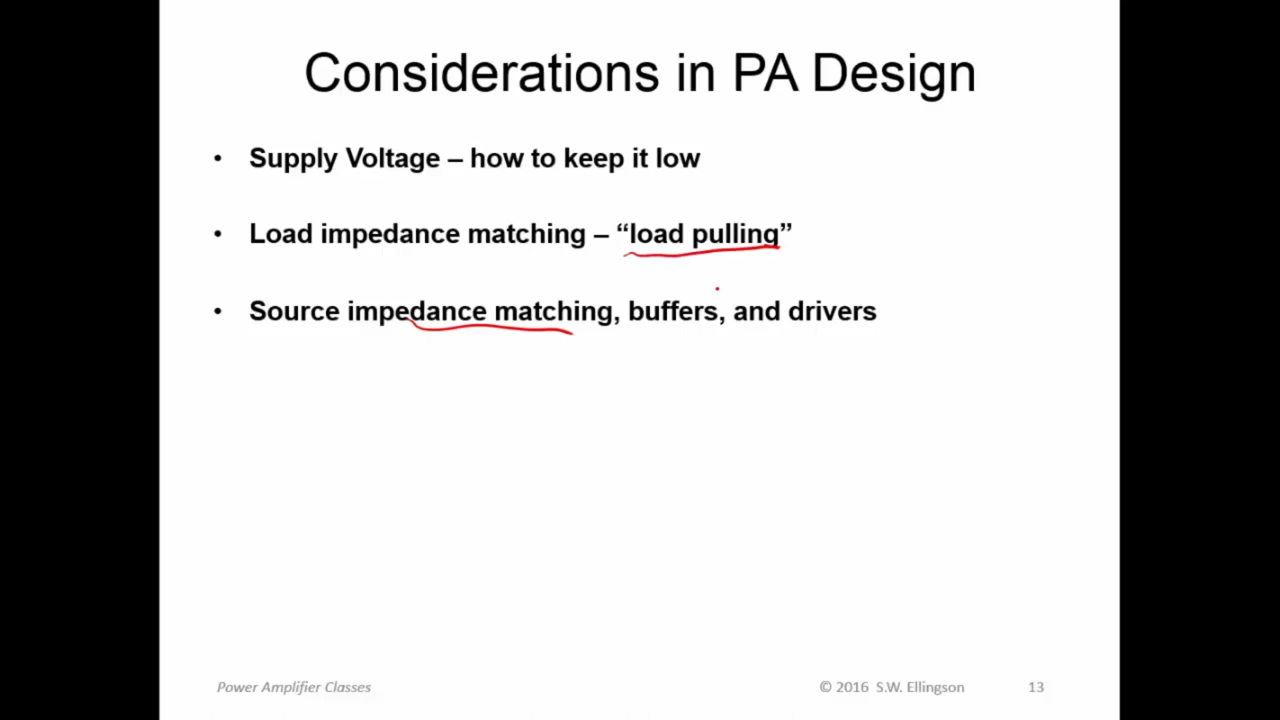 Considerations in PA Design
• Supply Voltage – how to keep it low
• Load impedance matching – “load pulling”
• Source impedance matching, buffers, and drivers
Power Amplifier Classes © 2016 S.W. Ellingson 13